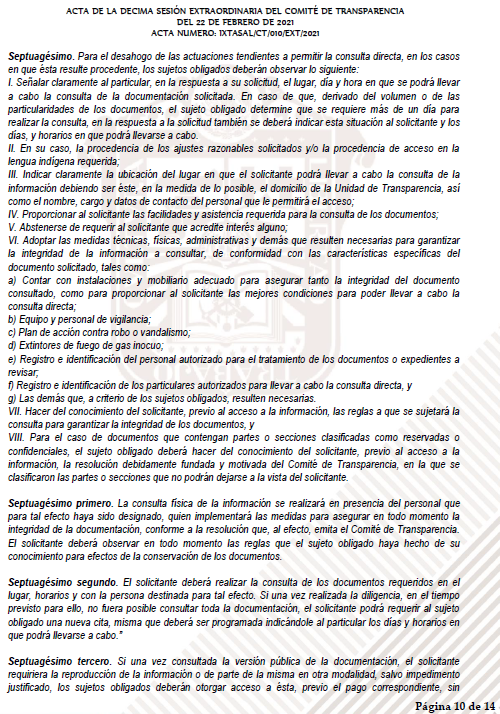 ACTA DE LA DECIMA SESIÓN EXTRAORDINARIA DEL COMITÉ DE TRANSPARENCIA
DEL 22 DE FEBRERO DE 2021
ACTA NUMERO: IXTASAL/CT/010/EXT/2021
Septuagésimo. Para el desahogo de las actuaciones tendientes a permitir la consulta directa, en los casos
en que ésta resulte procedente, los sujetos obligados deberán observar lo siguiente:
I. Señalar claramente al particular, en la respuesta a su solicitud, el lugar, día y hora en que se podrá llevar
a cabo la consulta de la documentación solicitada. En caso de que, derivado del volumen o de las
particularidades de los documentos, el sujeto obligado determine que se requiere más de un día para
realizar la consulta, en la respuesta a la solicitud también se deberá indicar esta situación al solicitante y los
días, y horarios en que podrá llevarse a cabo.
II. En su caso, la procedencia de los ajustes razonables solicitados y/o la procedencia de acceso en la
lengua indígena requerida;
III. Indicar claramente la ubicación del lugar en que el solicitante podrá llevar a cabo la consulta de la
información debiendo ser éste, en la medida de lo posible, el domicilio de la Unidad de Transparencia, así
como el nombre, cargo y datos de contacto del personal que le permitirá el acceso;
IV. Proporcionar al solicitante las facilidades y asistencia requerida para la consulta de los documentos;
V. Abstenerse de requerir al solicitante que acredite interés alguno;
VI. Adoptar las medidas técnicas, físicas, administrativas y demás que resulten necesarias para garantizar
la integridad de la información a consultar, de conformidad con las características específicas del
documento solicitado, tales como:
a) Contar con instalaciones y mobiliario adecuado para asegurar tanto la integridad del documento
consultado, como para proporcionar al solicitante las mejores condiciones para poder llevar a cabo la
consulta directa;
b) Equipo y personal de vigilancia;
c) Plan de acción contra robo o vandalismo;
d) Extintores de fuego de gas inocuo;
e) Registro e identificación del personal autorizado para el tratamiento de los documentos o expedientes a
revisar;
f) Registro e identificación de los particulares autorizados para llevar a cabo la consulta directa, y
g) Las demás que, a criterio de los sujetos obligados, resulten necesarias.
VII. Hacer del conocimiento del solicitante, previo al acceso a la información, las reglas a que se sujetará la
consulta para garantizar la integridad de los documentos, y
VIII. Para el caso de documentos que contengan partes o secciones clasificadas como reservadas o
confidenciales, el sujeto obligado deberá hacer del conocimiento del solicitante, previo al acceso a la
información, la resolución debidamente fundada y motivada del Comité de Transparencia, en la que se
clasificaron las partes o secciones que no podrán dejarse a la vista del solicitante.
Septuagésimo primero. La consulta física de la información se realizará en presencia del personal que
para tal efecto haya sido designado, quien implementará las medidas para asegurar en todo momento la
integridad de la documentación, conforme a la resolución que, al efecto, emita el Comité de Transparencia.
El solicitante deberá observar en todo momento las reglas que el sujeto obligado haya hecho de su
conocimiento para efectos de la conservación de los documentos.
Septuagésimo segundo. El solicitante deberá realizar la consulta de los documentos requeridos en el
lugar, horarios y con la persona destinada para tal efecto. Si una vez realizada la diligencia, en el tiempo
previsto para ello, no fuera posible consultar toda la documentación, el solicitante podrá requerir al sujeto
obligado una nueva cita, misma que deberá ser programada indicándole al particular los días y horarios en
que podrá llevarse a cabo."
Septuagésimo tercero. Si una vez consultada la versión pública de la documentación, el solicitante
requiriera la reproducción de la información o de parte de la misma en otra modalidad, salvo impedimento
justificado, los sujetos obligados deberán otorgar acceso a ésta, previo el pago correspondiente, sin
Página 10 de 14